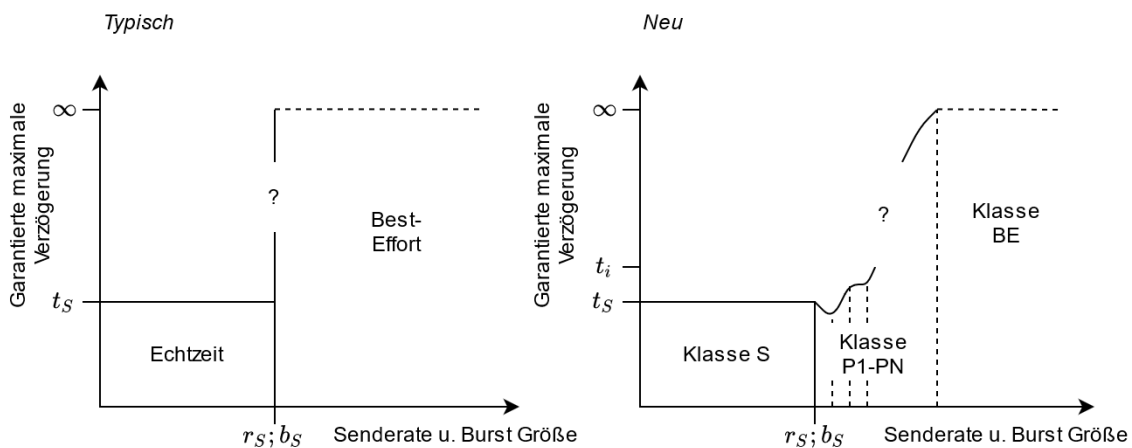 Typisch
Garantierte maximale
Verzögerung
∞
?
Best-
Effort
t_S
Echtzeit
r_S; b_S
Senderate u. Burst Größe
Neu
Garantierte maximale
Verzögerung
∞
?
Klasse
BE
t_i
t_S
Klasse S
Klasse
P1-PN
r_S; b_S
Senderate u. Burst Größe